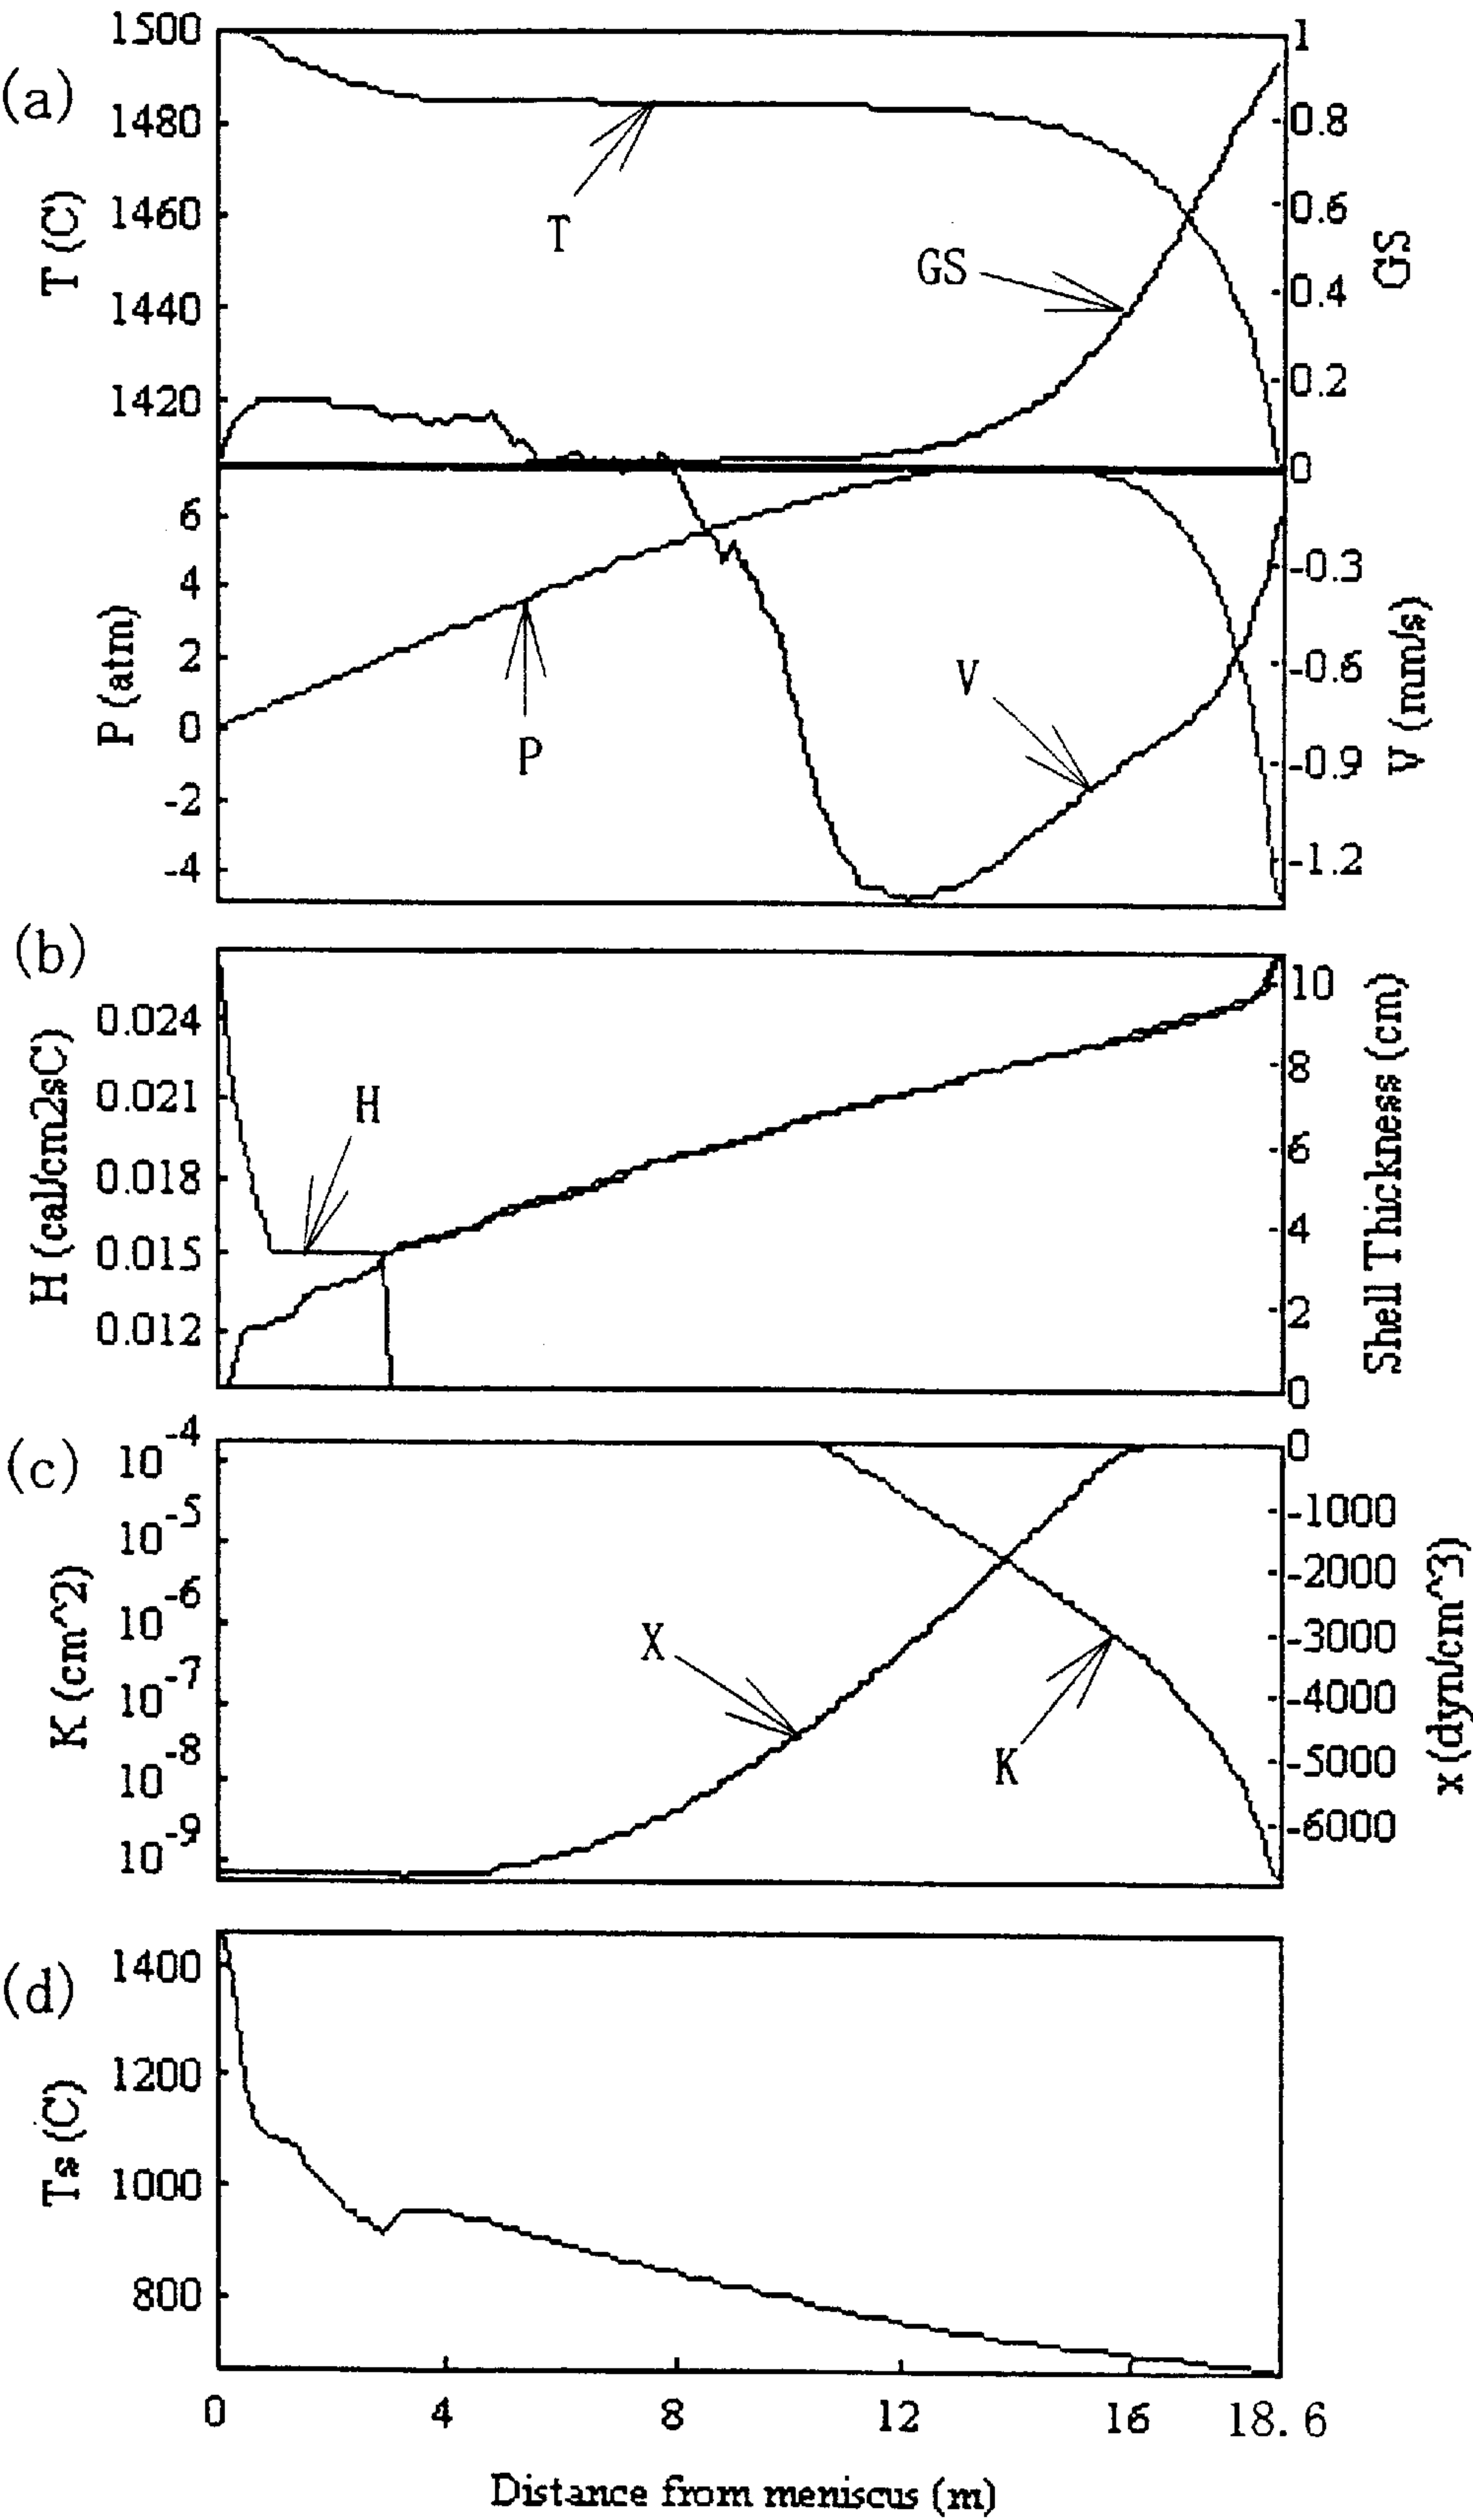 (a)
1500
1480
1460
1440
1420
T (C)
1
0.8
0.6
0.4
0.2
0
GS
T
GS
6
4
2
0
-2
-4
P (atm)
-0.3
-0.6
-0.9
-1.2
V (mm/s)
P
V
(b)
0.024
0.021
0.018
0.015
0.012
H (cal/cm2sC)
10
8
6
4
2
0
Shell Thickness (cm)
H
(c)
10^-4
10^-5
10^-6
10^-7
10^-8
10^-9
K (cm^2)
0
-1000
-2000
-3000
-4000
-5000
-6000
x (dyn/cm^3)
X
K
(d)
1400
1200
1000
800
Ts (C)
0 4 8 12 16 18.6
Distance from meniscus (m)